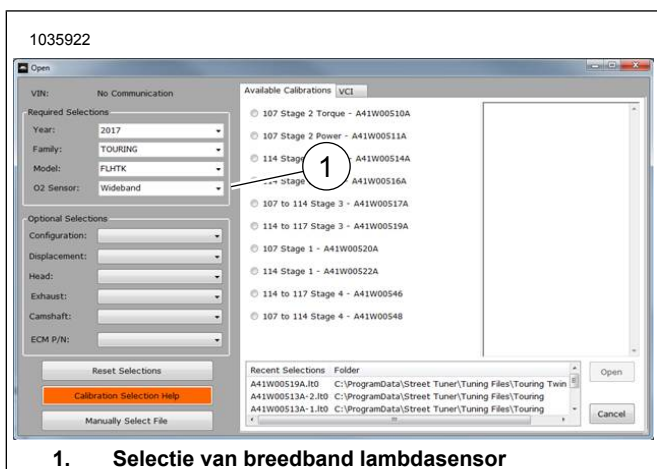 1035922
Open
VIN: No Communication
Required Selections
Year: 2017
Family: TOURING
Model: FLHTK
O2 Sensor: Wideband
Optional Selections
Configuration:
Displacement:
Head:
Exhaust:
Camshaft:
ECM P/N:
Reset Selections
Calibration Selection Help
Manually Select File
Available Calibrations VCI
107 Stage 2 Torque - A41W00510A
107 Stage 2 Power - A41W00511A
114 Stage A41W00514A
Stage A41W00516A
1
107 to 114 Stage 3 - A41W00517A
114 to 117 Stage 3 - A41W00519A
107 Stage 1 - A41W00520A
114 Stage 1 - A41W00522A
114 to 117 Stage 4 - A41W00546
107 to 114 Stage 4 - A41W00548
Recent Selections Folder
A41W00519A.lt0 C:\ProgramData\Street Tuner\Tuning Files\Touring Twin
A41W00513A-2.lt0 C:\ProgramData\Street Tuner\Tuning Files\Touring
A41W00513A-1.lt0 C:\ProgramData\Street Tuner\Tuning Files\Touring
Open
Cancel
1. Selectie van breedband lambdasensor